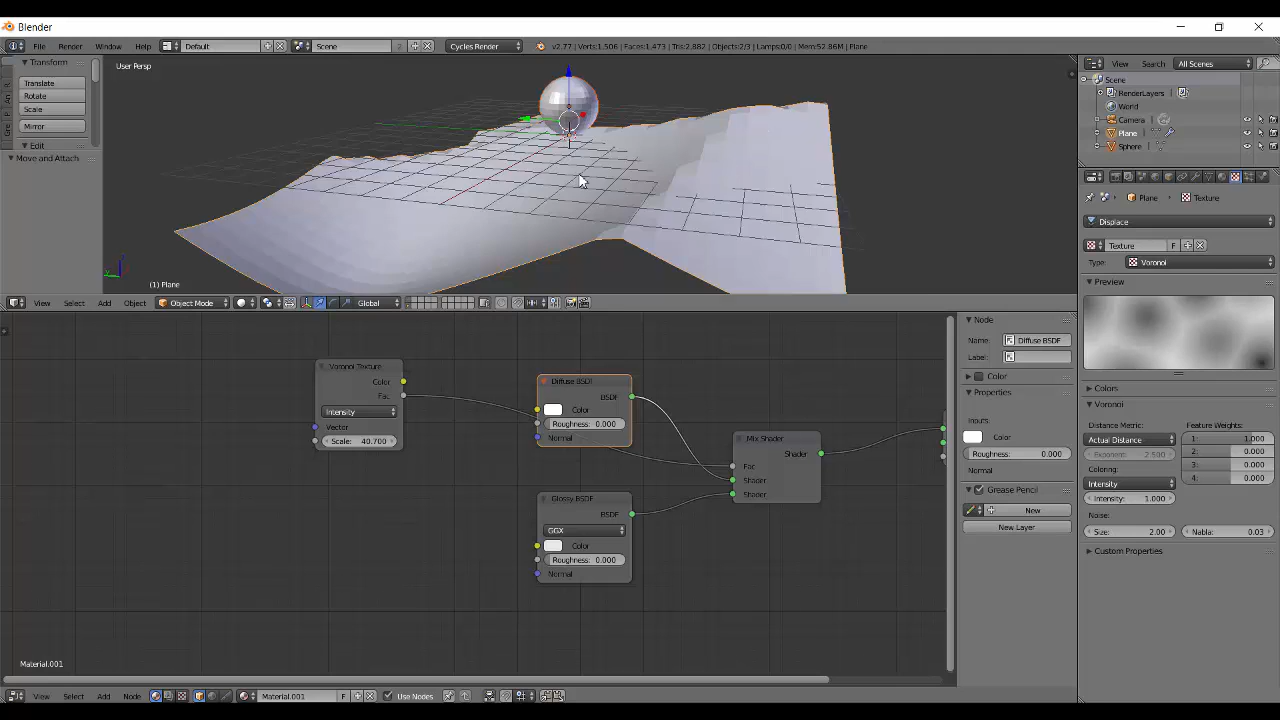 Blender
File Render Window Help Default Scene 2 Cycles Render v2.77 | Verts:1,506 | Faces:1,473 | Tris:2,882 | Objects:2/3 | Lamps:0/0 | Mem:52.86M | Plane
Transform
Translate
Rotate
Scale
Mirror
Edit
Move and Attach
User Persp
(1) Plane
View Select Add Object Object Mode Global
View Search All Scenes
Scene
RenderLayers
World
Camera
Plane
Sphere
Plane Texture
Displace
Texture F
Type: Voronoi
Preview
Colors
Voronoi
Distance Metric: Feature Weights:
Actual Distance 1: 1.000
Exponent: 2.500 2: 0.000
Coloring: 3: 0.000
Intensity 4: 0.000
Intensity: 1.000
Noise:
Size: 2.00 Nabla: 0.03
Custom Properties
Voronoi Texture
Color
Fac
Intensity
Vector
Scale: 40.700
Diffuse BSDF
BSDF
Color
Roughness: 0.000
Normal
Glossy BSDF
BSDF
GGX
Color
Roughness: 0.000
Normal
Mix Shader
Shader
Fac
Shader
Shader
Node
Name: Diffuse BSDF
Label:
Color
Properties
Inputs:
Color
Roughness: 0.000
Normal
Grease Pencil
New
New Layer
Material.001
View Select Add Node Material.001 F Use Nodes